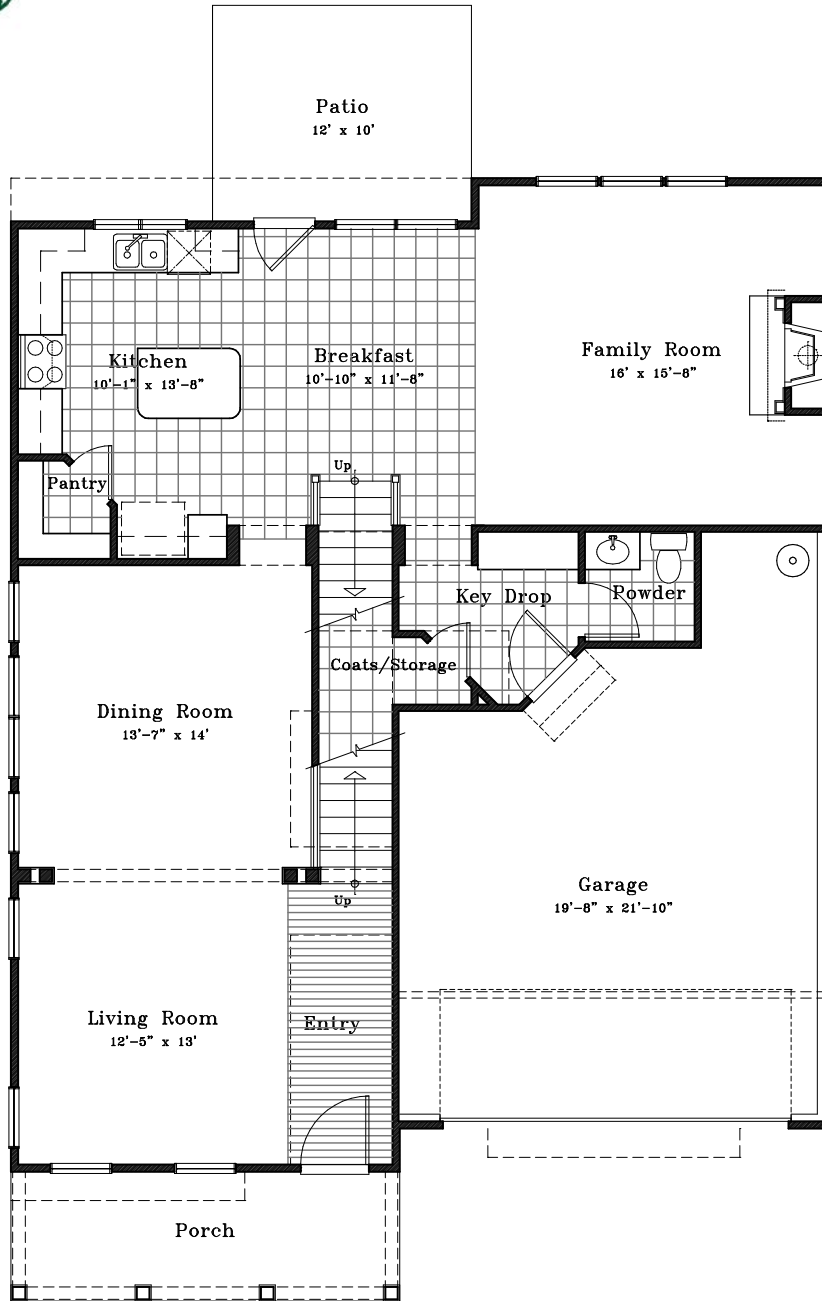 Patio
12' x 10'
Kitchen
10'-1" x 13'-8"
Breakfast
10'-10" x 11'-8"
Family Room
16' x 15'-8"
Up
Pantry
Key Drop
Powder
Coats/Storage
Dining Room
13'-7" x 14'
Garage
19'-8" x 21'-10"
Up
Living Room
12'-5" x 13'
Entry
Porch